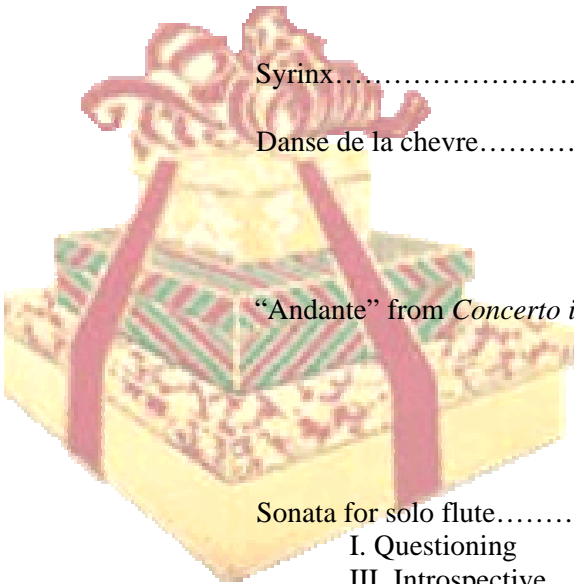 Syrinx……………………..
Danse de la chevre…………
“Andante” from Concerto i
Sonata for solo flute………
I. Questioning
III. Introspective